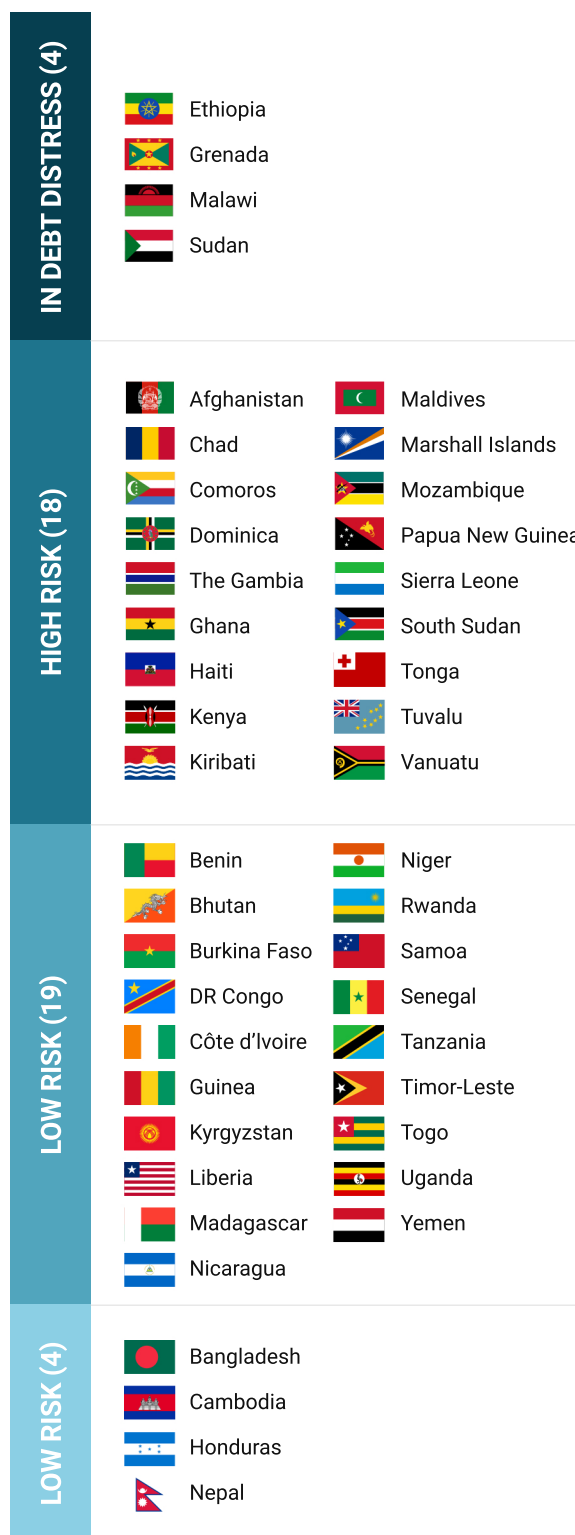 IN DEBT DISTRESS (4)
Ethiopia
Grenada
Malawi
Sudan
HIGH RISK (18)
Afghanistan
Chad
Comoros
Dominica
The Gambia
Ghana
Haiti
Kenya
Kiribati
Maldives
Marshall Islands
Mozambique
Papua New Guinea
Sierra Leone
South Sudan
Tonga
Tuvalu
Vanuatu
LOW RISK (19)
Benin
Bhutan
Burkina Faso
DR Congo
Côte d’Ivoire
Guinea
Kyrgyzstan
Liberia
Madagascar
Nicaragua
Niger
Rwanda
Samoa
Senegal
Tanzania
Timor-Leste
Togo
Uganda
Yemen
LOW RISK (4)
Bangladesh
Cambodia
Honduras
Nepal